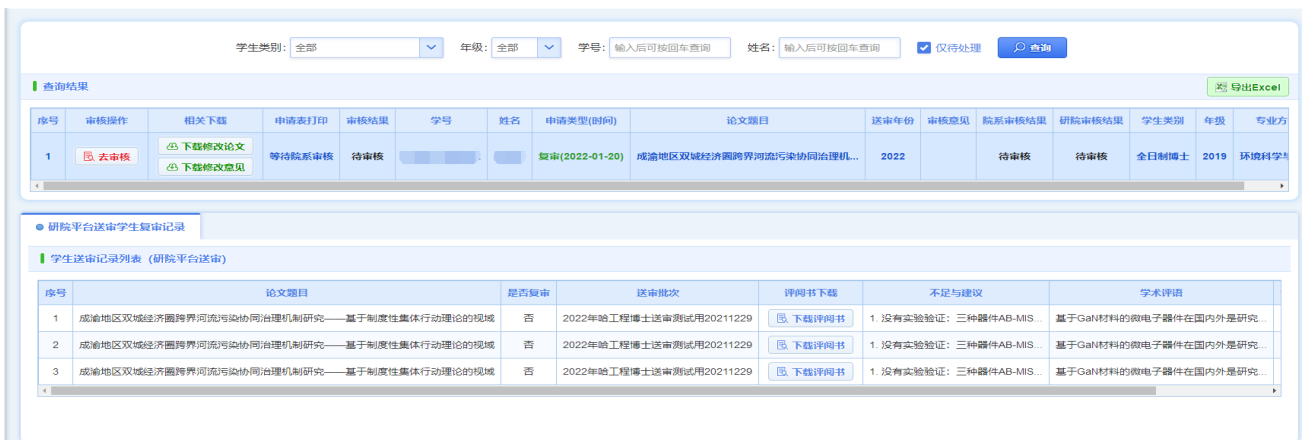 学生类别: 全部 年级: 全部 学号: 输入后可按回车查询 姓名: 输入后可按回车查询 仅待处理 查询
查询结果 导出Excel
序号 审核操作 相关下载 申请表打印 审核结果 学号 姓名 申请类型(时间) 论文题目 送审年份 审核意见 院系审核结果 研院审核结果 学生类别 年级 专业方
1 去审核 下载修改论文 下载修改意见 等待院系审核 待审核 复审(2022-01-20) 成渝地区双城经济圈跨界河流污染协同治理机... 2022 待审核 待审核 全日制博士 2019 环境科学与
研院平台送审学生复审记录
学生送审记录列表（研院平台送审）
序号 论文题目 是否复审 送审批次 评阅书下载 不足与建议 学术评语
1 成渝地区双城经济圈跨界河流污染协同治理机制研究——基于制度性集体行动理论的视域 否 2022年哈工程博士送审测试用20211229 下载评阅书 1. 没有实验验证：三种器件AB-MIS... 基于GaN材料的微电子器件在国内外是研究...
2 成渝地区双城经济圈跨界河流污染协同治理机制研究——基于制度性集体行动理论的视域 否 2022年哈工程博士送审测试用20211229 下载评阅书 1. 没有实验验证：三种器件AB-MIS... 基于GaN材料的微电子器件在国内外是研究...
3 成渝地区双城经济圈跨界河流污染协同治理机制研究——基于制度性集体行动理论的视域 否 2022年哈工程博士送审测试用20211229 下载评阅书 1. 没有实验验证：三种器件AB-MIS... 基于GaN材料的微电子器件在国内外是研究...